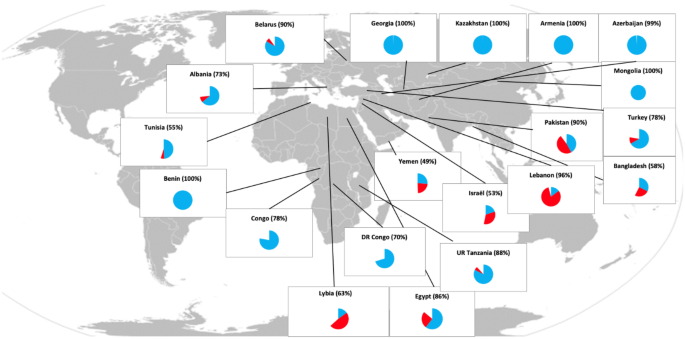 Belarus (90%)
Georgia (100%)
Kazakhstan (100%)
Armenia (100%)
Azerbaijan (99%)
Albania (73%)
Mongolia (100%)
Tunisia (55%)
Pakistan (90%)
Turkey (78%)
Yemen (49%)
Benin (100%)
Israël (53%)
Lebanon (96%)
Bangladesh (58%)
Congo (78%)
DR Congo (70%)
UR Tanzania (88%)
Lybia (63%)
Egypt (86%)